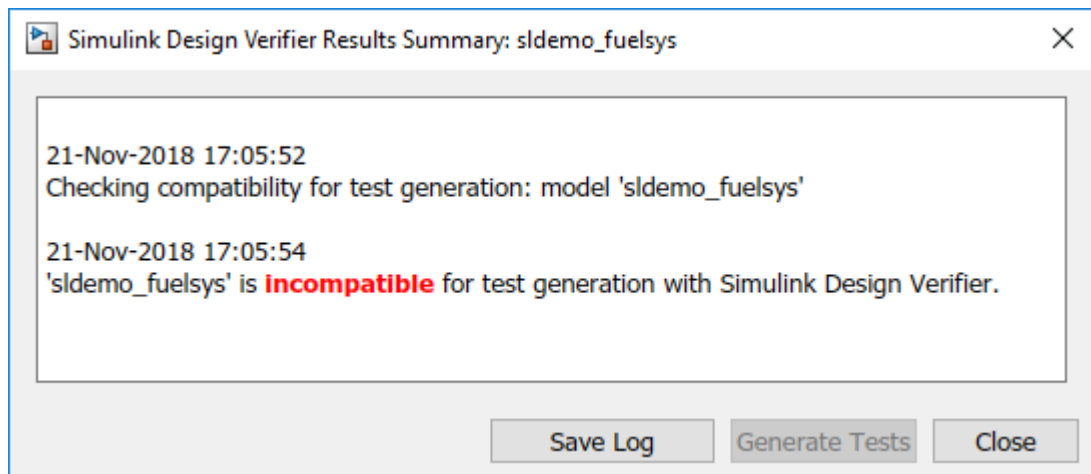 Simulink Design Verifier Results Summary: sldemo_fuelsys
21-Nov-2018 17:05:52
Checking compatibility for test generation: model 'sldemo_fuelsys'
21-Nov-2018 17:05:54
'sldemo_fuelsys' is incompatible for test generation with Simulink Design Verifier.
Save Log Generate Tests Close